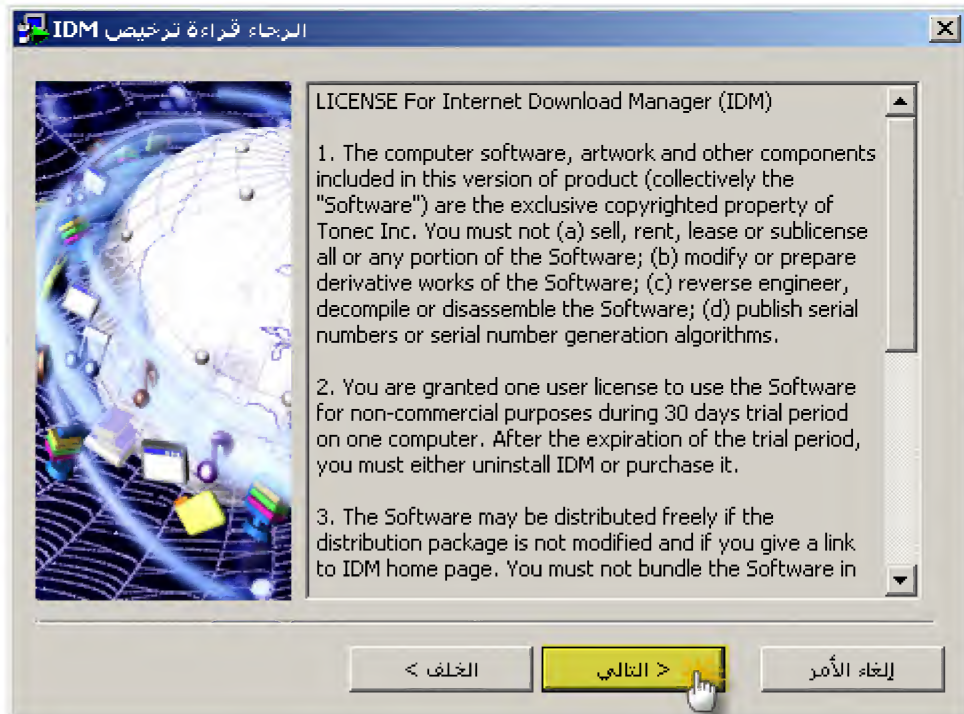 الرجاء قراءة ترخيص IDM
LICENSE For Internet Download Manager (IDM)
1. The computer software, artwork and other components
included in this version of product (collectively the
"Software") are the exclusive copyrighted property of
Tonec Inc. You must not (a) sell, rent, lease or sublicense
all or any portion of the Software; (b) modify or prepare
derivative works of the Software; (c) reverse engineer,
decompile or disassemble the Software; (d) publish serial
numbers or serial number generation algorithms.
2. You are granted one user license to use the Software
for non-commercial purposes during 30 days trial period
on one computer. After the expiration of the trial period,
you must either uninstall IDM or purchase it.
3. The Software may be distributed freely if the
distribution package is not modified and if you give a link
to IDM home page. You must not bundle the Software in
الخلف >
< التالي
إلغاء الأمر